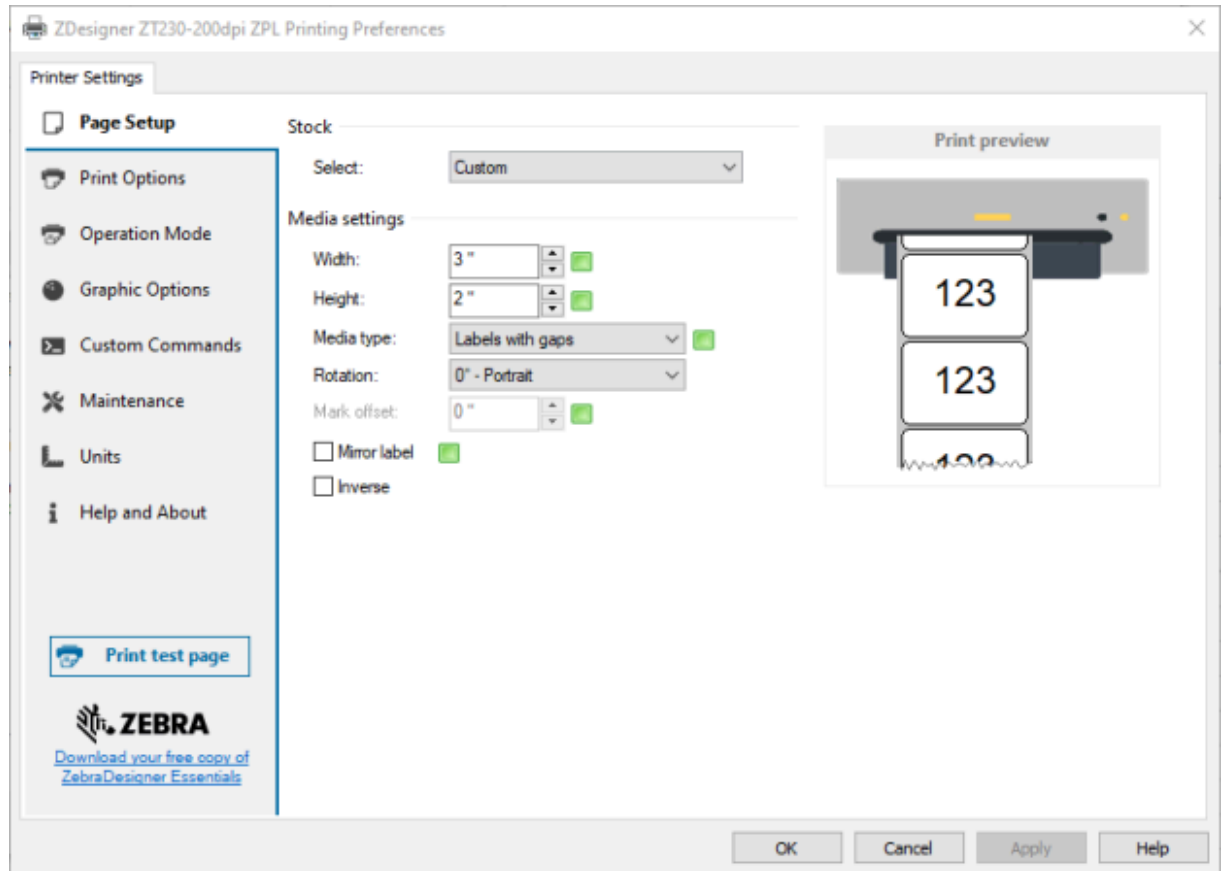 ZDesigner ZT230-200dpi ZPL Printing Preferences
Printer Settings
Page Setup
Print Options
Operation Mode
Graphic Options
Custom Commands
Maintenance
Units
Help and About
Print test page
ZEBRA
Download your free copy of
ZebraDesigner Essentials
Stock
Select: Custom
Media settings
Width: 3 "
Height: 2 "
Media type: Labels with gaps
Rotation: 0° - Portrait
Mark offset: 0 "
Mirror label
Inverse
Print preview
123
123
123
OK Cancel Apply Help